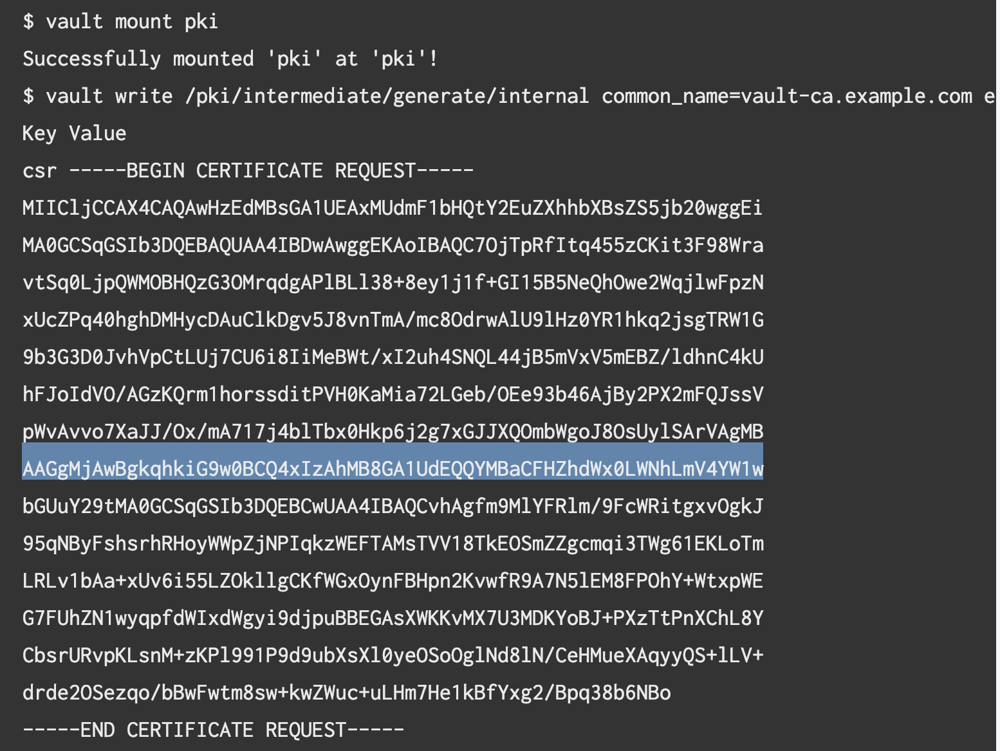 $ vault mount pki
Successfully mounted 'pki' at 'pki'!
$ vault write /pki/intermediate/generate/internal common_name=vault-ca.example.com e
Key Value
csr -----BEGIN CERTIFICATE REQUEST-----
MIICljCCAX4CAQAwHzEdMBsGA1UEAxMUdmF1bHQtY2EuZXhhbXBsZS5jb20wggEi
MA0GCSqGSIb3DQEBAQUAA4IBDwAwggEKAoIBAQC7OjTpRfItq455zCKit3F98Wra
vtSq0LjpQWMOBHQzG3OMrqdgAPlBLl38+8ey1j1f+GI15B5NeQhOwe2WqjlwFpzN
xUcZPq40hghDMHycDAuClkDgv5J8vnTmA/mc8OdrwAlU9lHz0YR1hkq2jsgTRW1G
9b3G3D0JvhVpCtLUj7CU6i8IiMeBWt/xI2uh4SNQL44jB5mVxV5mEBZ/ldhnC4kU
hFJoIdVO/AGzKQrm1horssditPVH0KaMia72LGeb/OEe93b46AjBy2PX2mFQJssV
pWvAvvo7XaJJ/Ox/mA717j4blTbx0Hkp6j2g7xGJJXQOmbWgoJ8OsUylSArVAgMB
AAGgMjAwBgkqhkiG9w0BCQ4xIzAhMB8GA1UdEQQYMBaCFHZhdWx0LWNhLmV4YW1w
bGUuY29tMA0GCSqGSIb3DQEBCwUAA4IBAQCvhAgfm9MlYFRlm/9FcWRitgxvOgkJ
95qNByFshsrhRHoyWWpZjNPIqkzWEFTAMsTVV18TkEOSmZZgcmqi3TWg61EKLoTm
LRLv1bAa+xUv6i55LZOkllgCKfWGxOynFBHpn2KvwfR9A7N5lEM8FPOhY+WtxpWE
G7FUhZN1wyqpfdWIxdWgyi9djpuBBEGAsXWKKvMX7U3MDKYoBJ+PXzTtPnXChL8Y
CbsrURvpKLsnM+zKPl991P9d9ubXsXl0yeOSoOglNd8lN/CeHMueXAqyyQS+lLV+
drde2OSezqo/bBwFwtm8sw+kwZWuc+uLHm7He1kBfYxg2/Bpq38b6NBo
-----END CERTIFICATE REQUEST-----